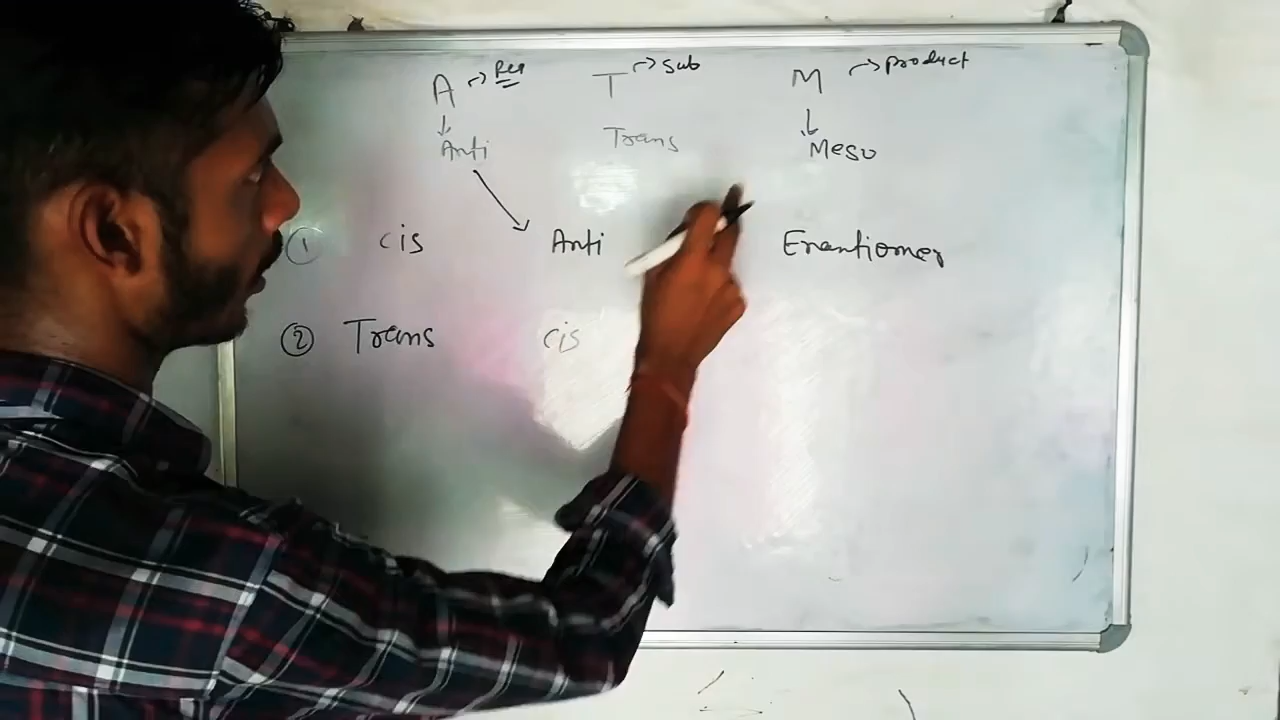 A → Rea T → sub M → product
Anti Trans Meso
① cis Anti Enantiomer
② Trans cis